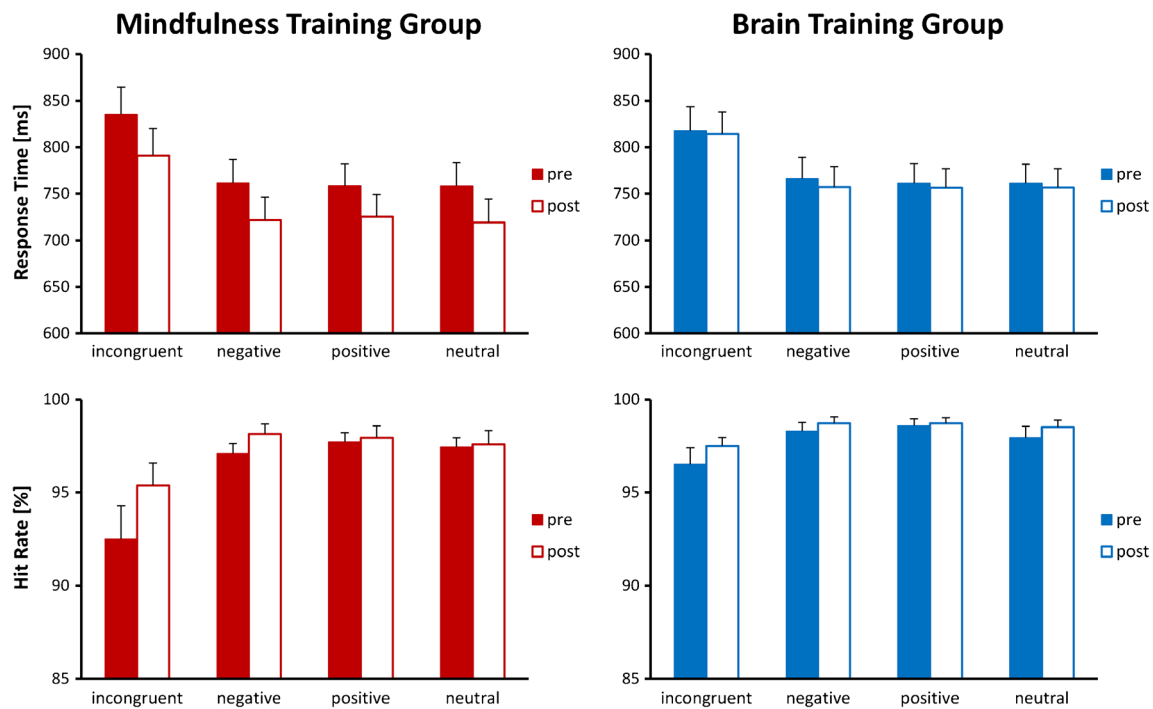 Mindfulness Training Group
Brain Training Group
Response Time [ms]
900
850
800
750
700
650
600
incongruent
negative
positive
neutral
pre
post
900
850
800
750
700
650
600
incongruent
negative
positive
neutral
pre
post
Hit Rate [%]
100
95
90
85
incongruent
negative
positive
neutral
pre
post
100
95
90
85
incongruent
negative
positive
neutral
pre
post